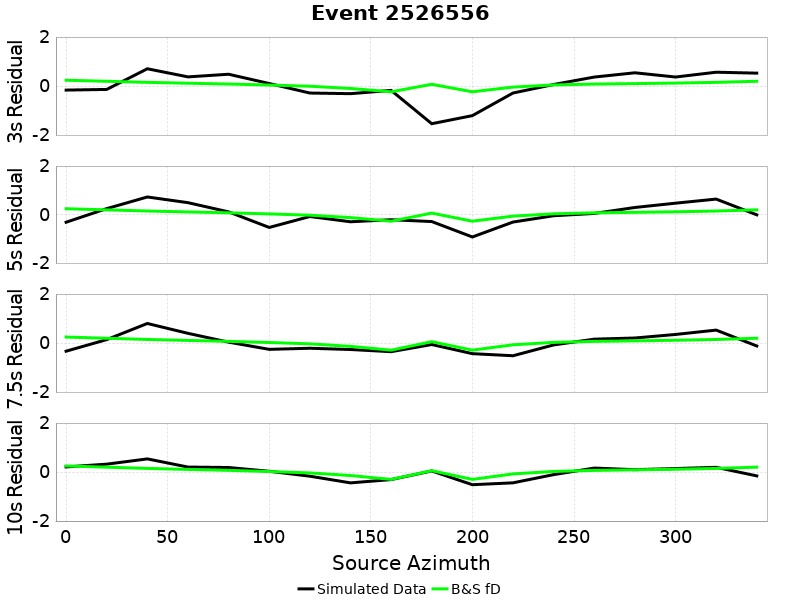 Event 2526556
3s Residual
2
0
-2
5s Residual
2
0
-2
7.5s Residual
2
0
-2
10s Residual
2
0
-2
0 50 100 150 200 250 300
Source Azimuth
Simulated Data B&S fD